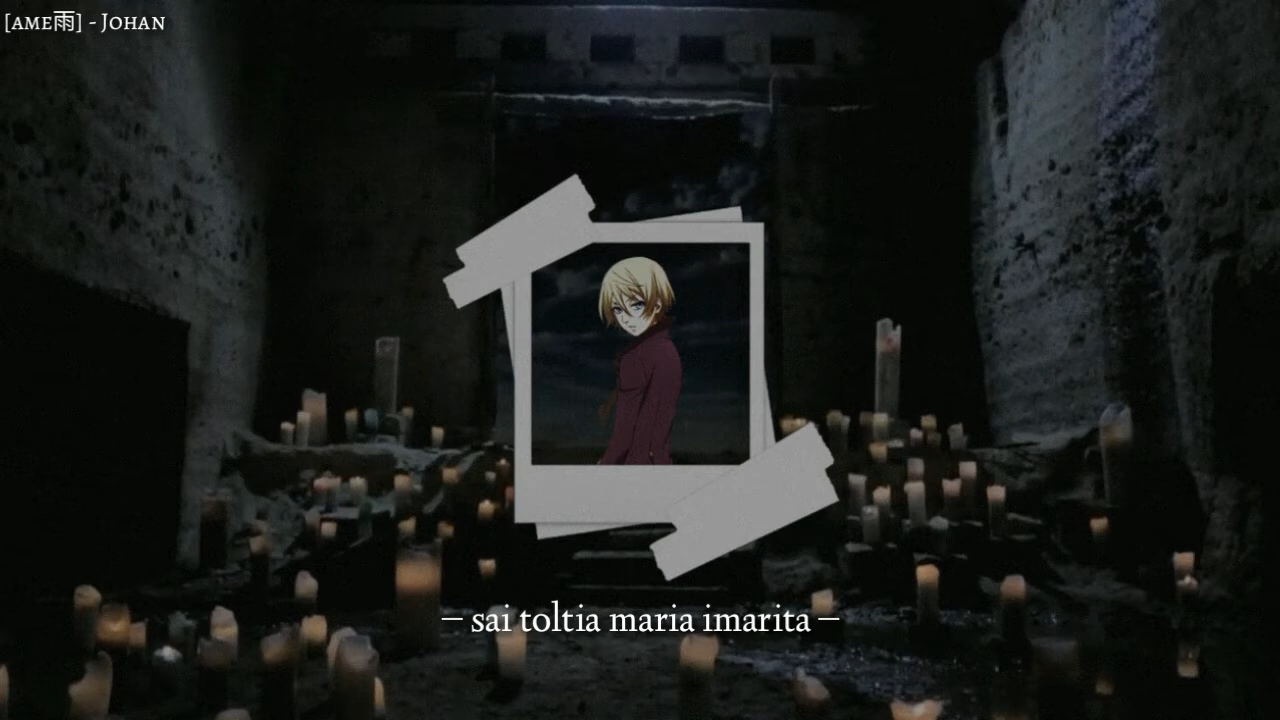 [AME雨] - JOHAN
— sai toltia maria imarita —